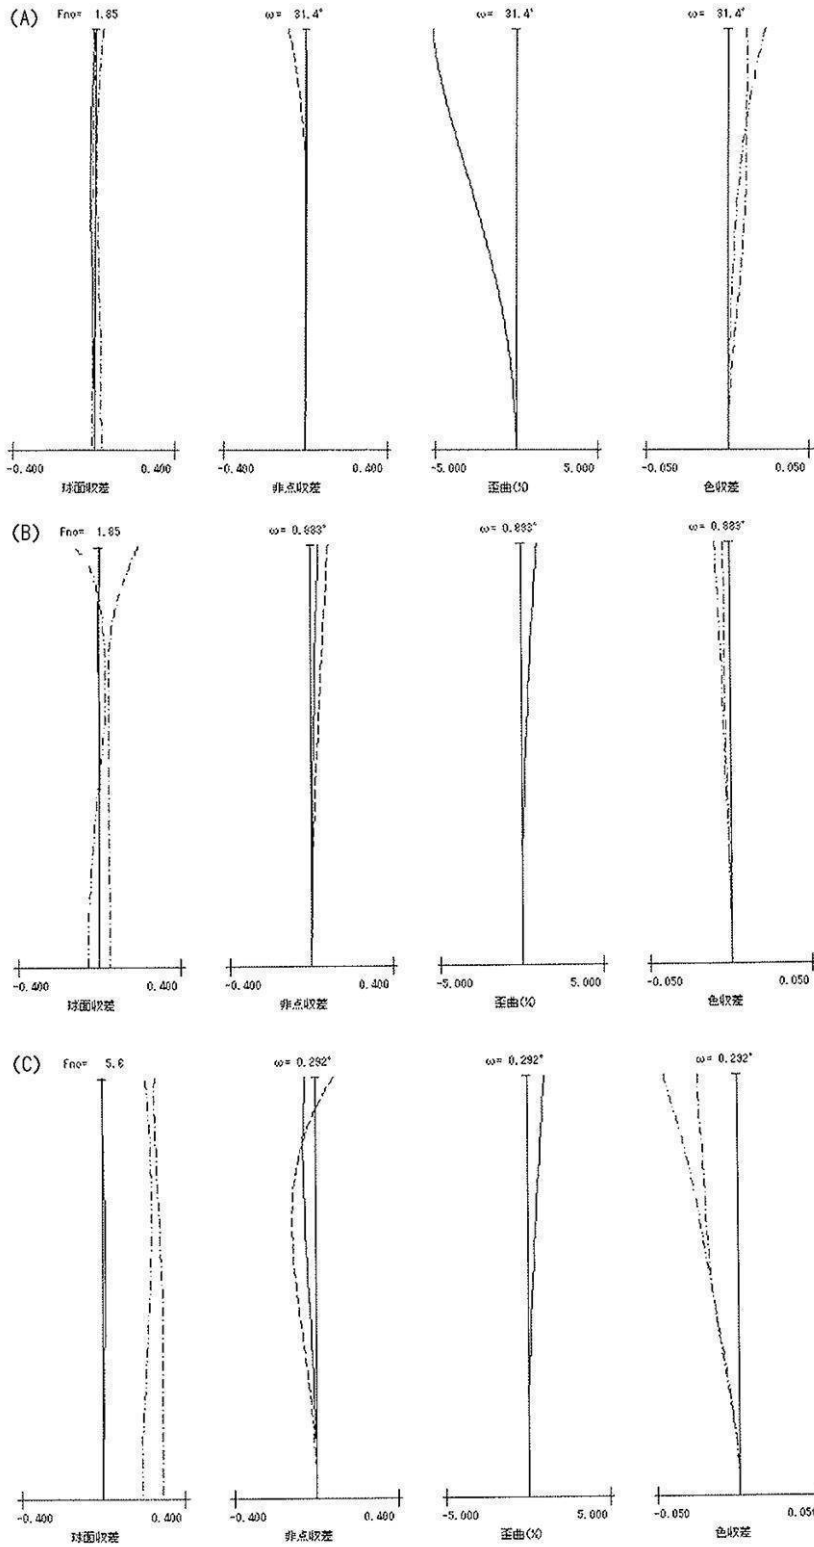 (A) Fno= 1.85 ω= 31.4° ω= 31.4° ω= 31.4°
-0.400 0.400 -0.400 0.400 -5.000 5.000 -0.050 0.050
球面収差 非点収差 歪曲(%) 色収差
(B) Fno= 1.85 ω= 0.883° ω= 0.883° ω= 0.883°
-0.400 0.400 -0.400 0.400 -5.000 5.000 -0.050 0.050
球面収差 非点収差 歪曲(%) 色収差
(C) Fno= 5.6 ω= 0.292° ω= 0.292° ω= 0.292°
-0.400 0.400 -0.400 0.400 -5.000 5.000 -0.050 0.050
球面収差 非点収差 歪曲(%) 色収差